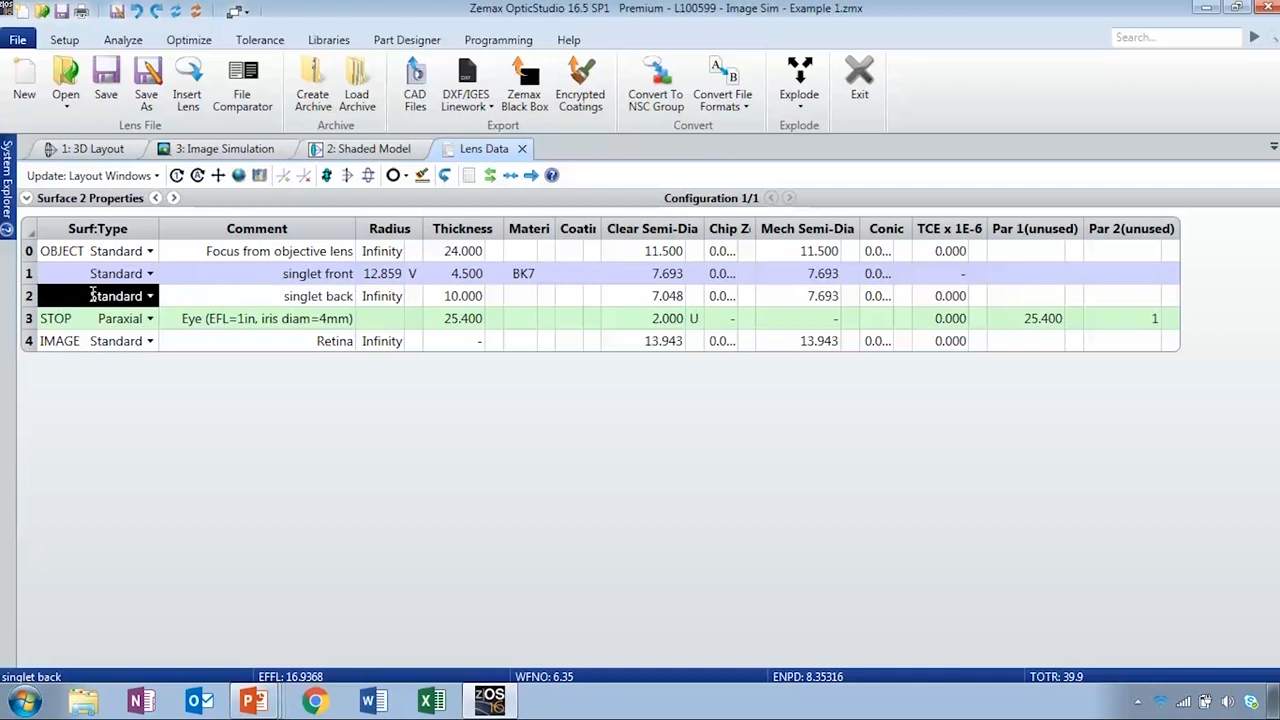 Zemax OpticStudio 16.5 SP1 Premium - L100599 - Image Sim - Example 1.zmx
File Setup Analyze Optimize Tolerance Libraries Part Designer Programming Help Search...
New Open Save Save As Insert Lens File Comparator Create Archive Load Archive CAD Files DXF/IGES Linework Zemax Black Box Encrypted Coatings Convert To NSC Group Convert File Formats Explode Exit
Lens File Archive Export Convert Explode
System Explorer
1: 3D Layout 3: Image Simulation 2: Shaded Model Lens Data
Update: Layout Windows
Surface 2 Properties Configuration 1/1
Surf:Type Comment Radius Thickness Materi Coatin Clear Semi-Dia Chip Zo Mech Semi-Dia Conic TCE x 1E-6 Par 1(unused) Par 2(unused)
0 OBJECT Standard Focus from objective lens Infinity 24.000 11.500 0.0... 11.500 0.0... 0.000
1 Standard singlet front 12.859 V 4.500 BK7 7.693 0.0... 7.693 0.0... -
2 Standard singlet back Infinity 10.000 7.048 0.0... 7.693 0.0... 0.000
3 STOP Paraxial Eye (EFL=1in, iris diam=4mm) 25.400 2.000 U - - 0.000 25.400 1
4 IMAGE Standard Retina Infinity - 13.943 0.0... 13.943 0.0... 0.000
singlet back EFFL: 16.9368 WFNO: 6.35 ENPD: 8.35316 TOTR: 39.9
ZOS 16